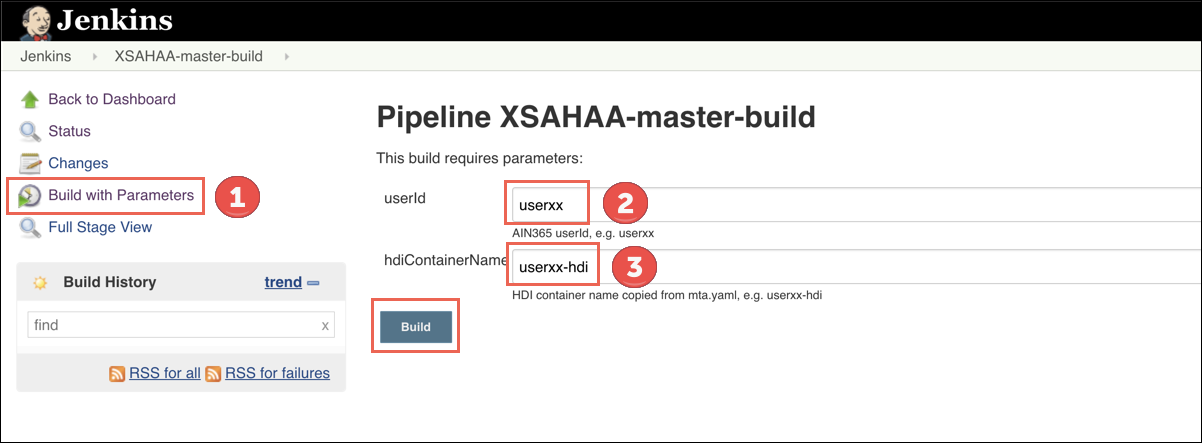 Jenkins
Jenkins XSAHAA-master-build
Back to Dashboard
Status
Changes
Build with Parameters
1
Full Stage View
Build History trend
find x
RSS for all RSS for failures
Pipeline XSAHAA-master-build
This build requires parameters:
userId userxx 2
AIN365 userId, e.g. userxx
hdiContainerName userxx-hdi 3
HDI container name copied from mta.yaml, e.g. userxx-hdi
Build